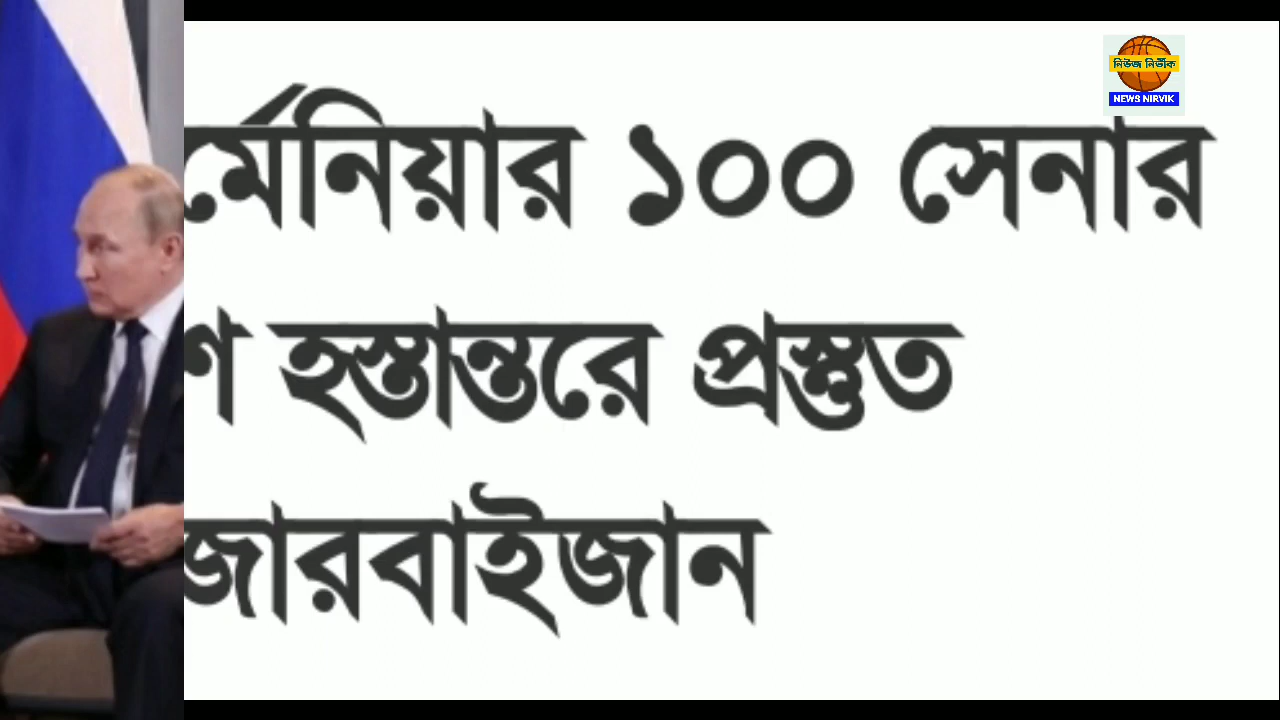 নিউজ নির্ভীক
NEWS NIRVIK
র্মেনিয়ার ১০০ সেনার
ণ হস্তান্তরে প্রস্তুত
জারবাইজান